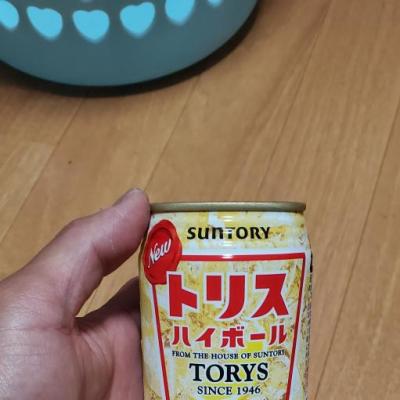 SUNTORY
New
トリス
ハイボール
FROM THE HOUSE OF SUNTORY
TORYS
SINCE 1946